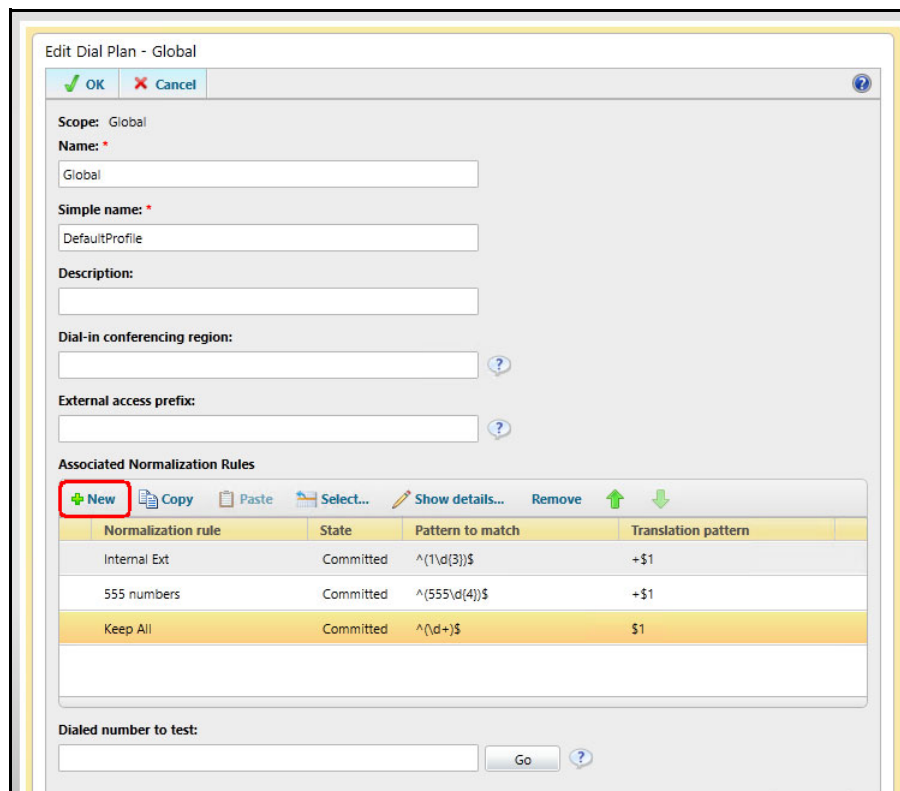 Edit Dial Plan - Global
OK Cancel ?
Scope: Global
Name: *
Global
Simple name: *
DefaultProfile
Description:
Dial-in conferencing region:
?
External access prefix:
?
Associated Normalization Rules
New Copy Paste Select... Show details... Remove
Normalization rule State Pattern to match Translation pattern
Internal Ext Committed ^(1\d{3})$ +$1
555 numbers Committed ^(555\d{4})$ +$1
Keep All Committed ^(\d+)$ $1
Dialed number to test:
Go ?